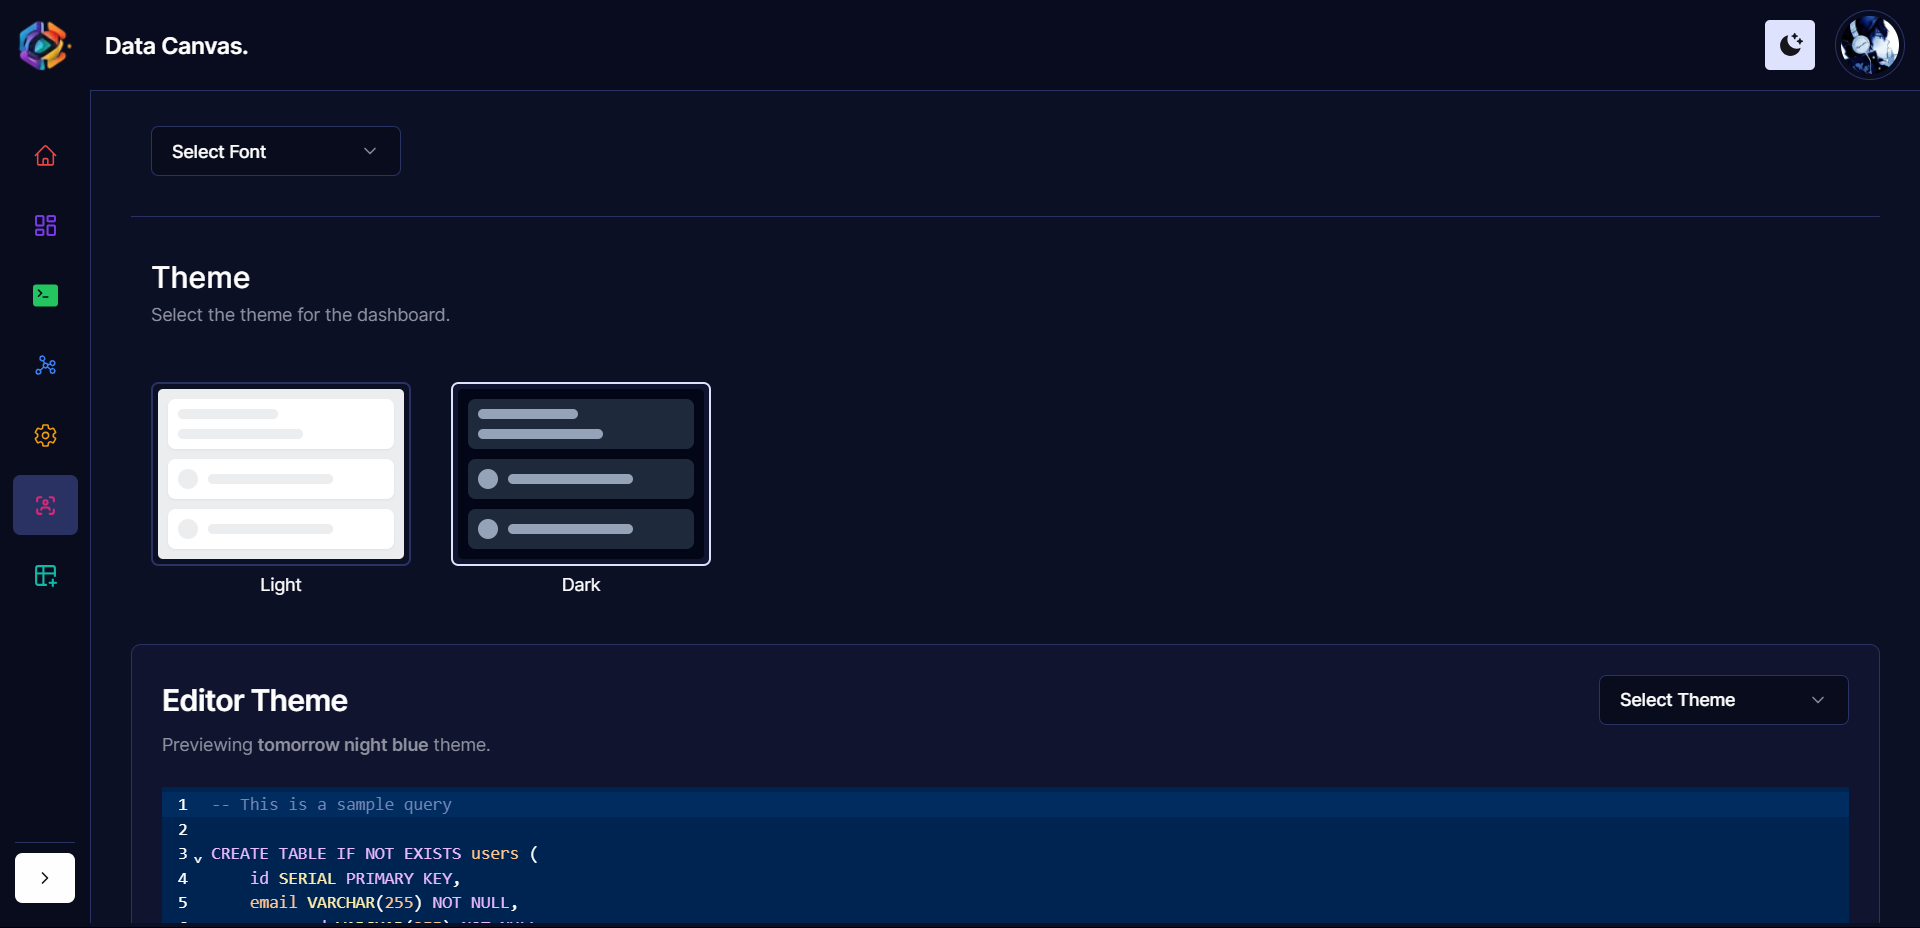 Data Canvas.
Select Font
Theme
Select the theme for the dashboard.
Light
Dark
Editor Theme
Select Theme
Previewing tomorrow night blue theme.
1 -- This is a sample query
2
3 CREATE TABLE IF NOT EXISTS users (
4 id SERIAL PRIMARY KEY,
5 email VARCHAR(255) NOT NULL,